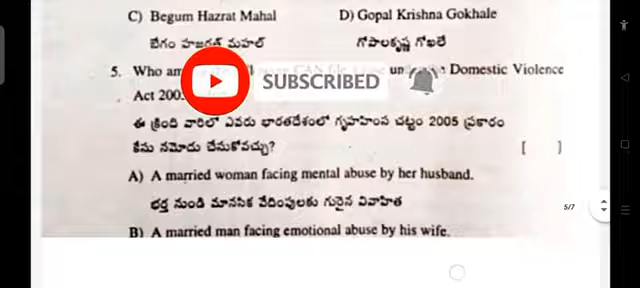 C) Begum Hazrat Mahal D) Gopal Krishna Gokhale
బేగం హజరత్ మహల్ గోపాలకృష్ణ గోఖలే
5. Who Domestic Violence
Act
SUBSCRIBED
ఈ క్రింది వారిలో ఎవరు భారతదేశంలో గృహహింస చట్టం 2005 ప్రకారం
కేసు నమోదు చేసుకోవచ్చు? [ ]
A) A married woman facing mental abuse by her husband.
భర్త నుండి మానసిక వేదింపులకు గురైన వివాహిత
B) A married man facing emotional abuse by his wife.
5/7